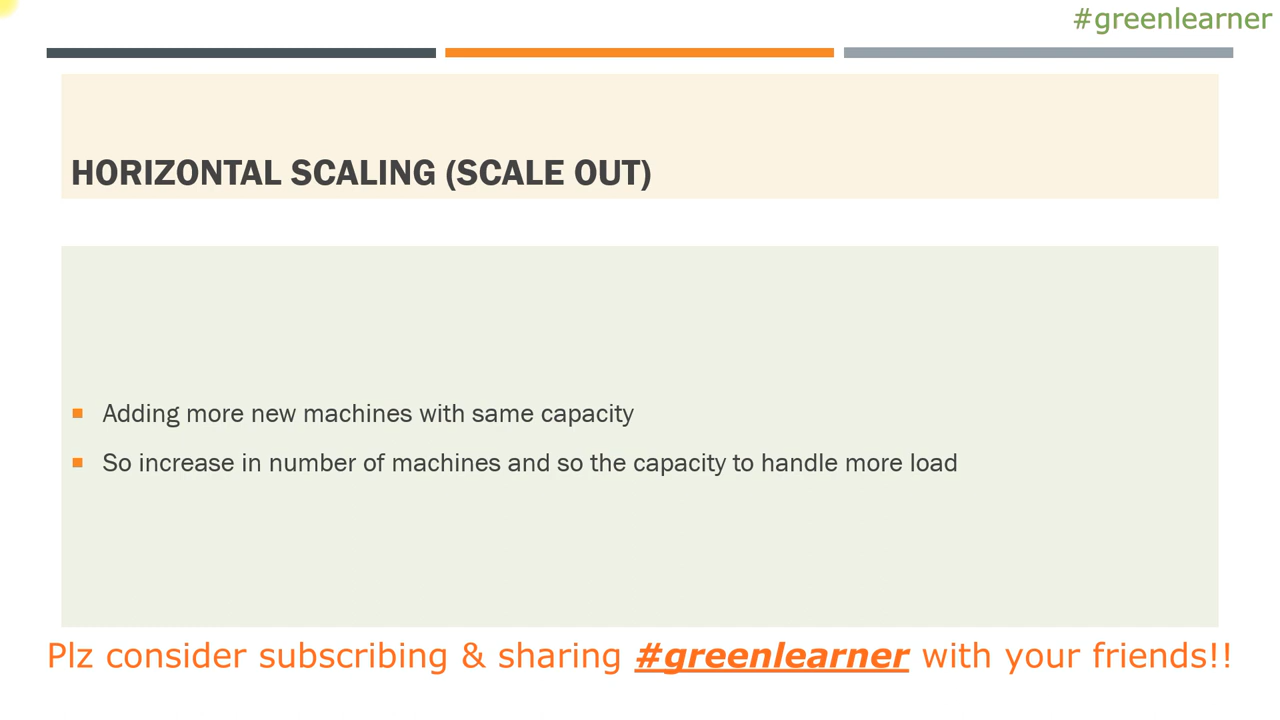 #greenlearner
HORIZONTAL SCALING (SCALE OUT)
Adding more new machines with same capacity
So increase in number of machines and so the capacity to handle more load
Plz consider subscribing & sharing #greenlearner with your friends!!